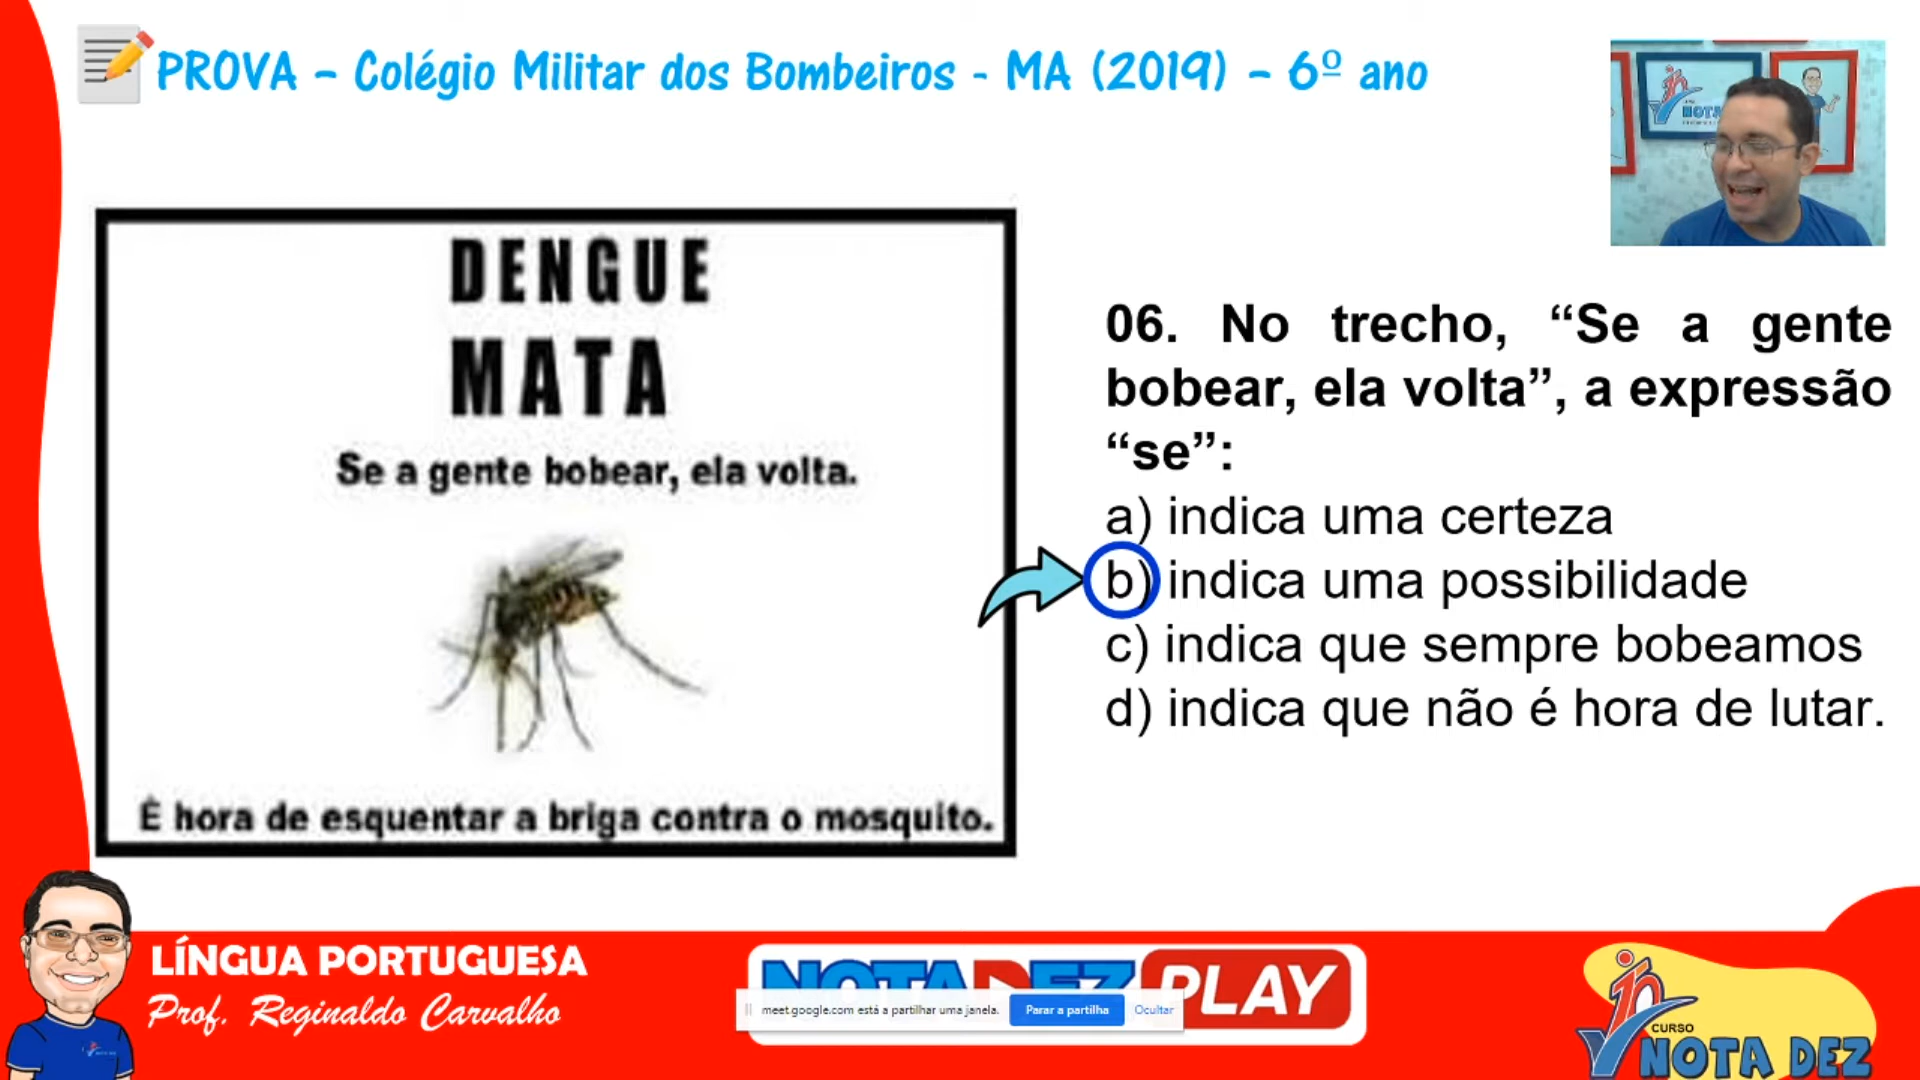 PROVA – Colégio Militar dos Bombeiros - MA (2019) – 6º ano
DENGUE
MATA
Se a gente bobear, ela volta.
É hora de esquentar a briga contra o mosquito.
06. No trecho, “Se a gente
bobear, ela volta”, a expressão
“se”:
a) indica uma certeza
b) indica uma possibilidade
c) indica que sempre bobeamos
d) indica que não é hora de lutar.
LÍNGUA PORTUGUESA
Prof. Reginaldo Carvalho
NOTA DEZ PLAY
meet.google.com está a partilhar uma janela. Parar a partilha Ocultar
CURSO
NOTA DEZ